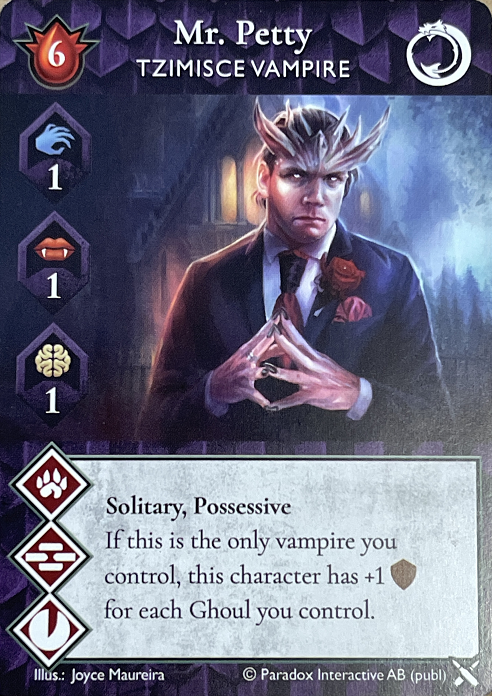 6
Mr. Petty
TZIMISCE VAMPIRE
1
1
1
Solitary, Possessive
If this is the only vampire you
control, this character has +1
for each Ghoul you control.
Illus.: Joyce Maureira
© Paradox Interactive AB (publ)